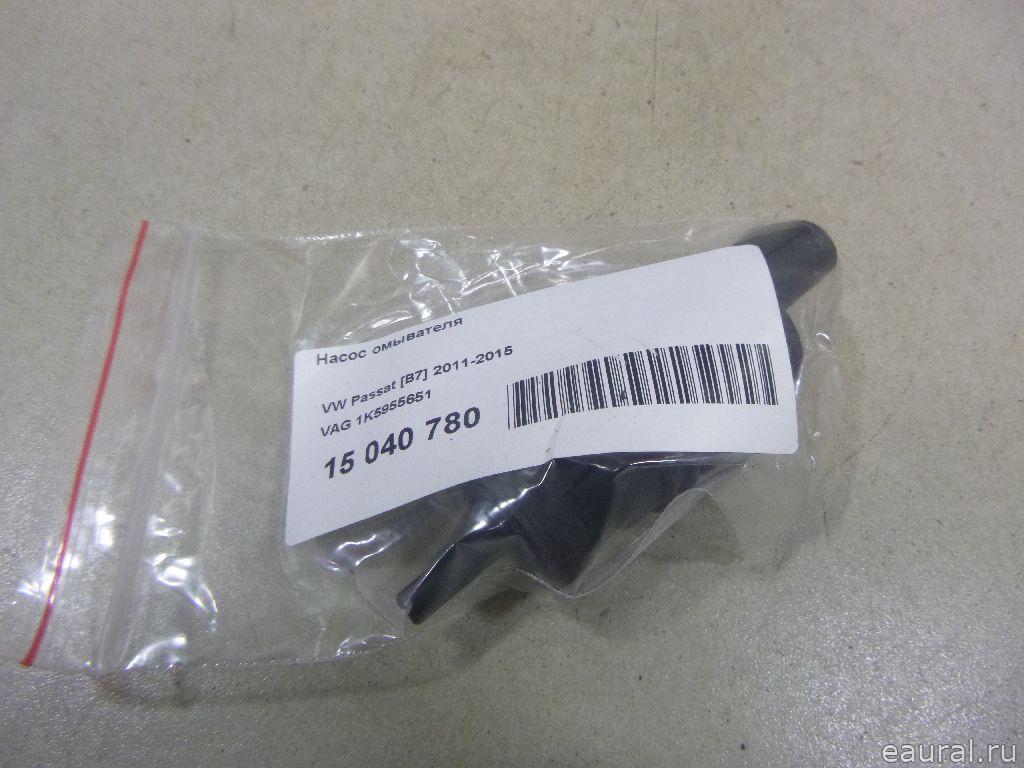 Насос омывателя
VW Passat [B7] 2011-2015
VAG 1K5955651
15 040 780
eaural.ru